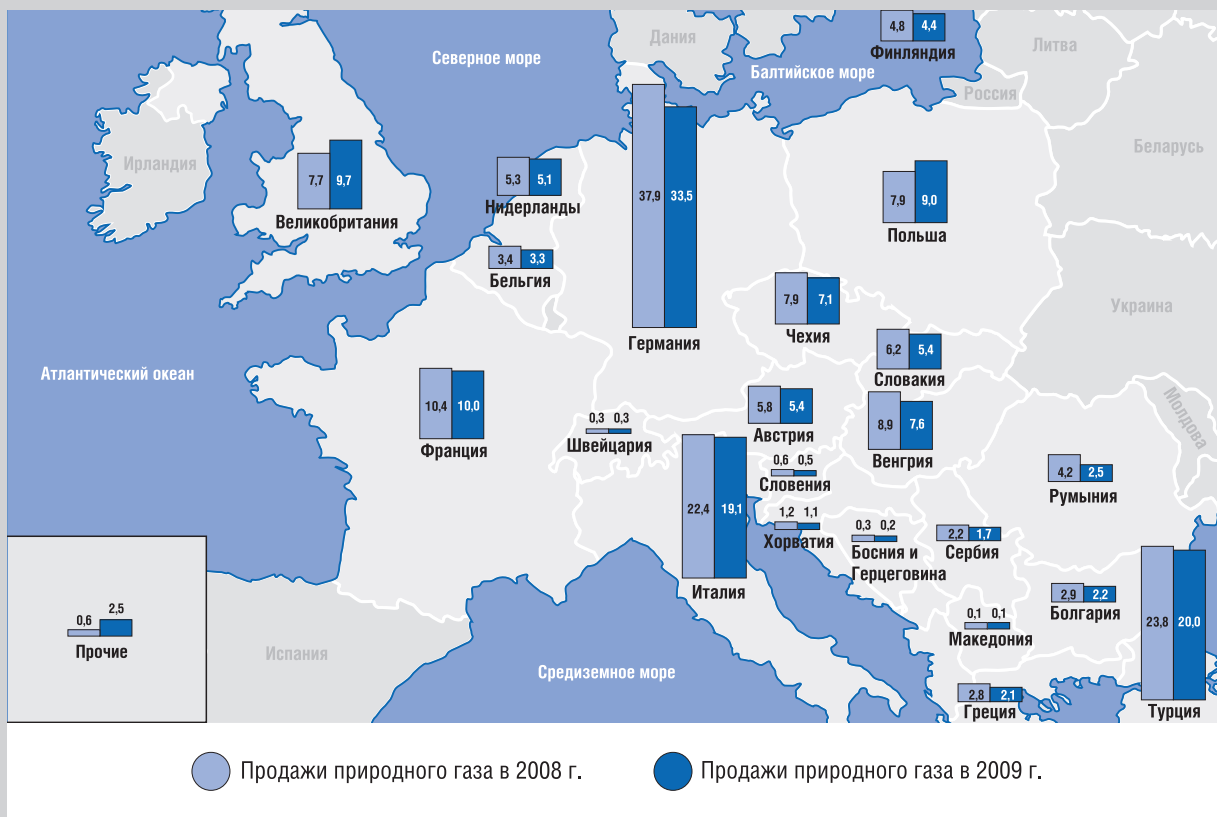 4,8 4,4
Финляндия
Дания
Литва
Северное море
Балтийское море
Россия
Беларусь
Ирландия
7,7 9,7
Великобритания
5,3 5,1
Нидерланды
37,9 33,5
Германия
7,9 9,0
Польша
3,4 3,3
Бельгия
7,9 7,1
Чехия
Украина
6,2 5,4
Словакия
Атлантический океан
10,4 10,0
Франция
0,3 0,3
Швейцария
5,8 5,4
Австрия
8,9 7,6
Венгрия
Молдова
0,6 0,5
Словения
4,2 2,5
Румыния
22,4 19,1
Италия
1,2 1,1
Хорватия
0,3 0,2
Босния и
Герцеговина
2,2 1,7
Сербия
2,9 2,2
Болгария
0,1 0,1
Македония
23,8 20,0
Турция
0,6 2,5
Прочие
Испания
Средиземное море
2,8 2,1
Греция
Продажи природного газа в 2008 г.
Продажи природного газа в 2009 г.